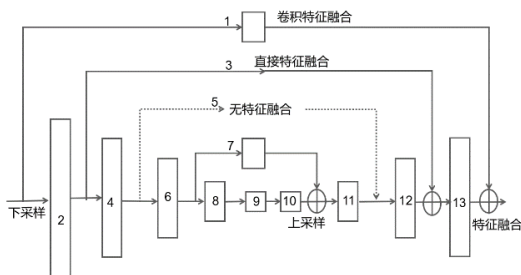 1 卷积特征融合
3 直接特征融合
5 无特征融合
7
下采样 2 4 6 8 9 10 11 12 13
上采样 特征融合